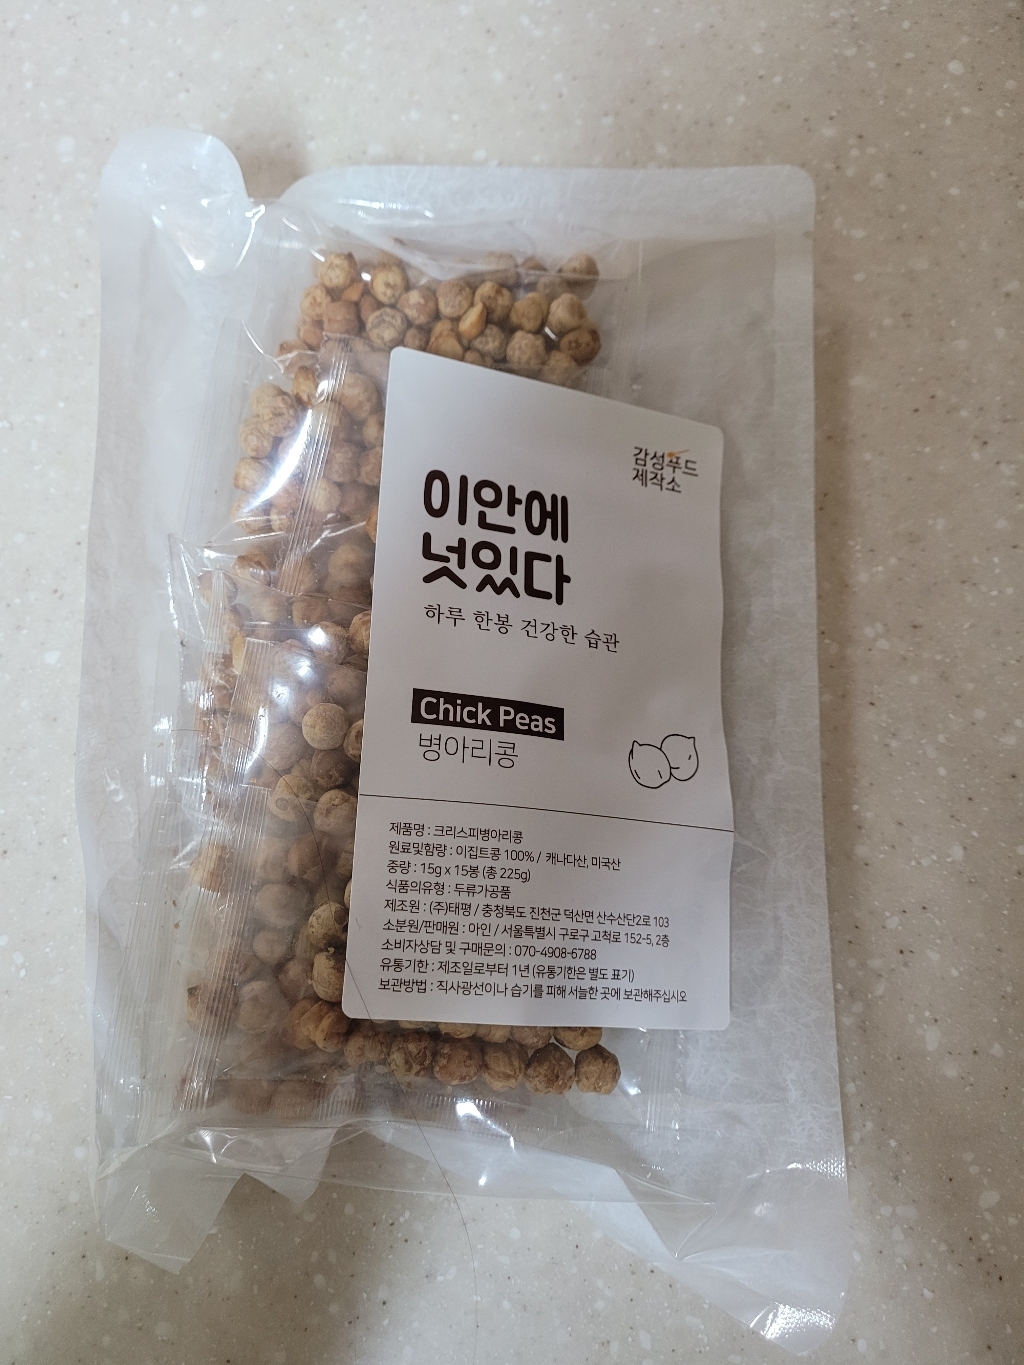 감성푸드
제작소
이안에
넛있다
하루 한봉 건강한 습관
Chick Peas
병아리콩
제품명 : 크리스피병아리콩
원료및함량 : 이집트콩 100% / 캐나다산, 미국산
중량 : 15g x 15봉 (총 225g)
식품의유형 : 두류가공품
제조원 : (주)태평 / 충청북도 진천군 덕산면 산수산단2로 103
소분원/판매원 : 아인 / 서울특별시 구로구 고척로 152-5, 2층
소비자상담 및 구매문의 : 070-4908-6788
유통기한 : 제조일로부터 1년 (유통기한은 별도 표기)
보관방법 : 직사광선이나 습기를 피해 서늘한 곳에 보관해주십시오